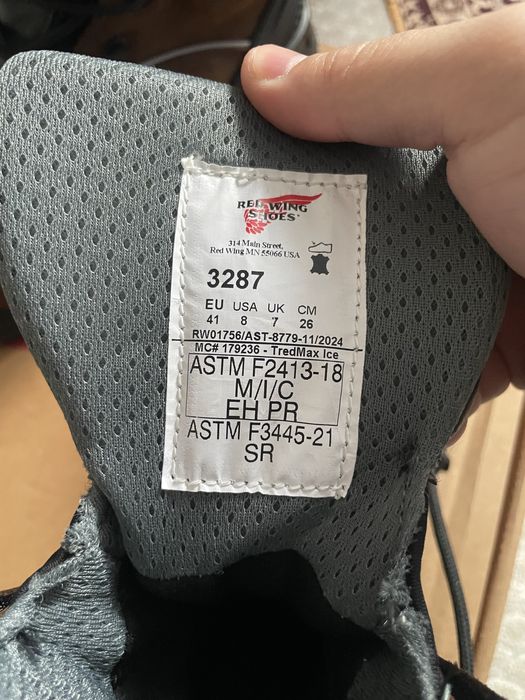 RED WING
SHOES
314 Main Street,
Red Wing MN 55066 USA
3287
EU USA UK CM
41 8 7 26
RW01756/AST-8779-11/2024
MC# 179236 - TredMax Ice
ASTM F2413-18
M/I/C
EH PR
ASTM F3445-21
SR